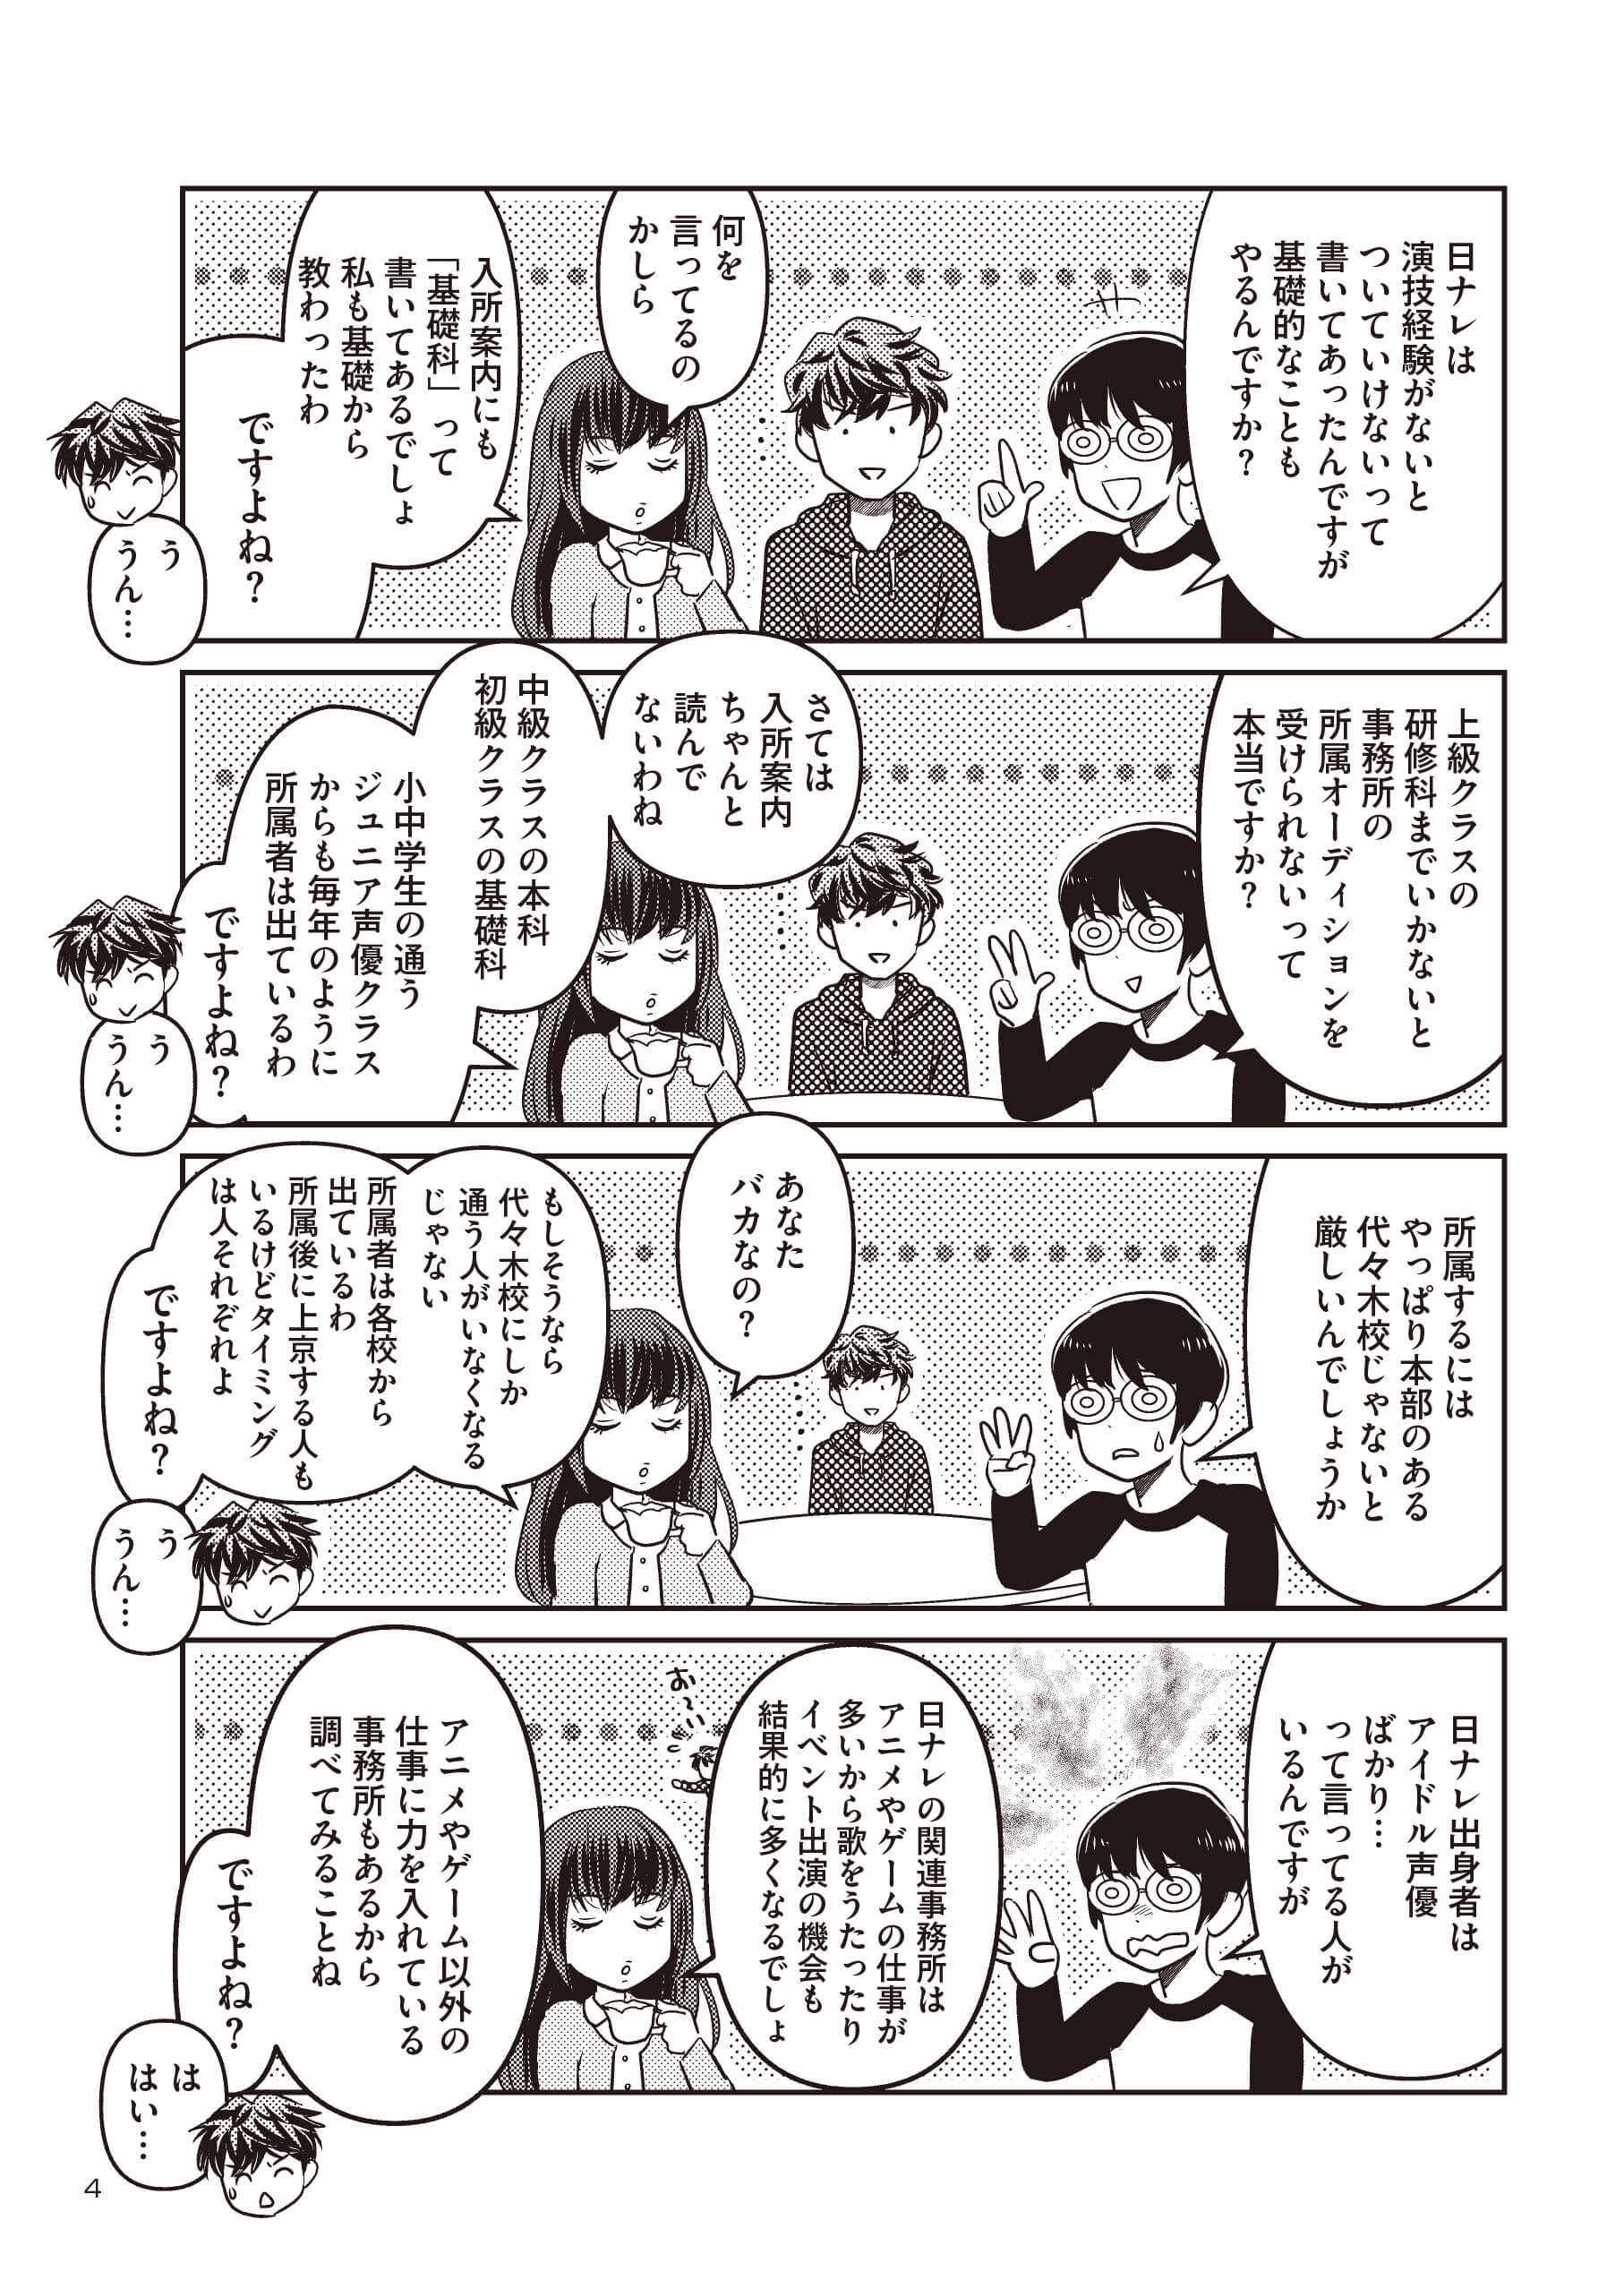 日ナレは
演技経験がないと
ついていけないって
書いてあったんですが
基礎的なことも
やるんですか？
何を
言ってるの
かしら
入所案内にも
「基礎科」って
書いてあるでしょ
私も基礎から
教わったわ
ですよね？
う
うん…
上級クラスの
研修科までいかないと
事務所の
所属オーディションを
受けられないって
本当ですか？
さては
入所案内
ちゃんと
読んで
ないわね
中級クラスの本科
初級クラスの基礎科
小中学生の通う
ジュニア声優クラス
からも毎年のように
所属者は出ているわ
ですよね？
う
うん…
所属するには
やっぱり本部のある
代々木校じゃないと
厳しいんでしょうか
あなた
バカなの？
もしそうなら
代々木校にしか
通う人がいなくなる
じゃない
所属者は各校から
出ているわ
所属後に上京する人も
いるけどタイミング
は人それぞれよ
ですよね？
う
うん…
日ナレ出身者は
アイドル声優
ばかり…
って言ってる人が
いるんですが
日ナレの関連事務所は
アニメやゲームの仕事が
多いから歌をうたったり
イベント出演の機会も
結果的に多くなるでしょ
お〜い
アニメやゲーム以外の
仕事に力を入れている
事務所もあるから
調べてみることね
ですよね？
は
はい…
4